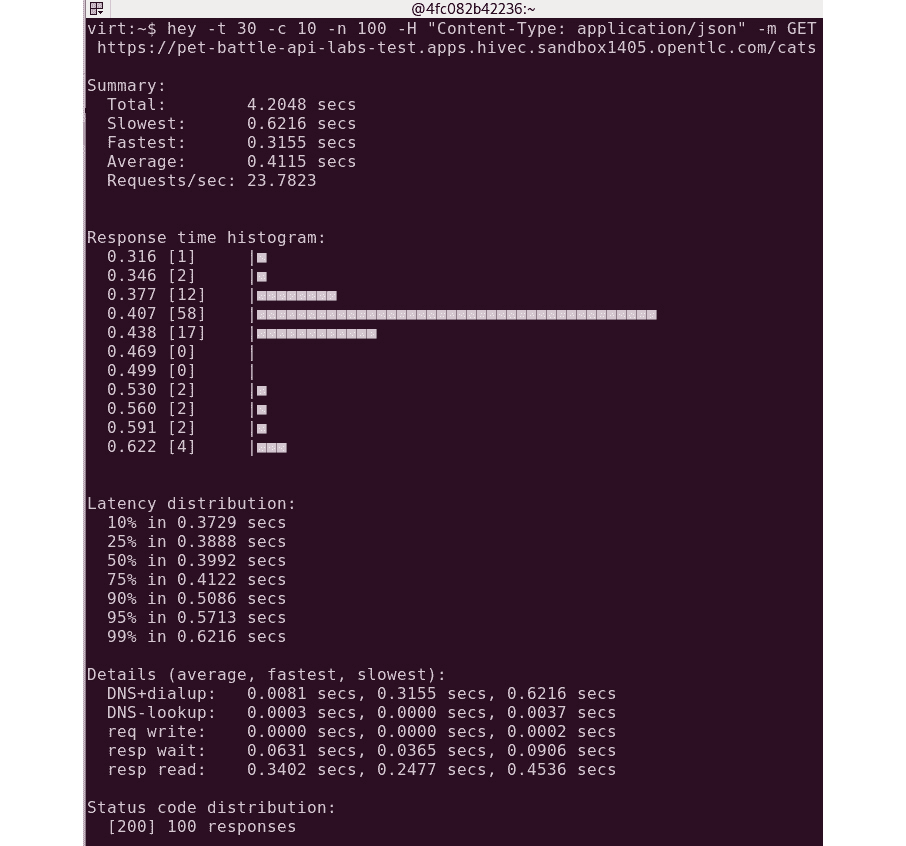 @4fc082b42236:~
virt:~$ hey -t 30 -c 10 -n 100 -H "Content-Type: application/json" -m GET
https://pet-battle-api-labs-test.apps.hivec.sandbox1405.opentlc.com/cats
Summary:
Total: 4.2048 secs
Slowest: 0.6216 secs
Fastest: 0.3155 secs
Average: 0.4115 secs
Requests/sec: 23.7823
Response time histogram:
0.316 [1] |■
0.346 [2] |■
0.377 [12] |■■■■■■■■
0.407 [58] |■■■■■■■■■■■■■■■■■■■■■■■■■■■■■■■■■■■■■■■■
0.438 [17] |■■■■■■■■■■■■
0.469 [0] |
0.499 [0] |
0.530 [2] |■
0.560 [2] |■
0.591 [2] |■
0.622 [4] |■■■
Latency distribution:
10% in 0.3729 secs
25% in 0.3888 secs
50% in 0.3992 secs
75% in 0.4122 secs
90% in 0.5086 secs
95% in 0.5713 secs
99% in 0.6216 secs
Details (average, fastest, slowest):
DNS+dialup: 0.0081 secs, 0.3155 secs, 0.6216 secs
DNS-lookup: 0.0003 secs, 0.0000 secs, 0.0037 secs
req write: 0.0000 secs, 0.0000 secs, 0.0002 secs
resp wait: 0.0631 secs, 0.0365 secs, 0.0906 secs
resp read: 0.3402 secs, 0.2477 secs, 0.4536 secs
Status code distribution:
[200] 100 responses